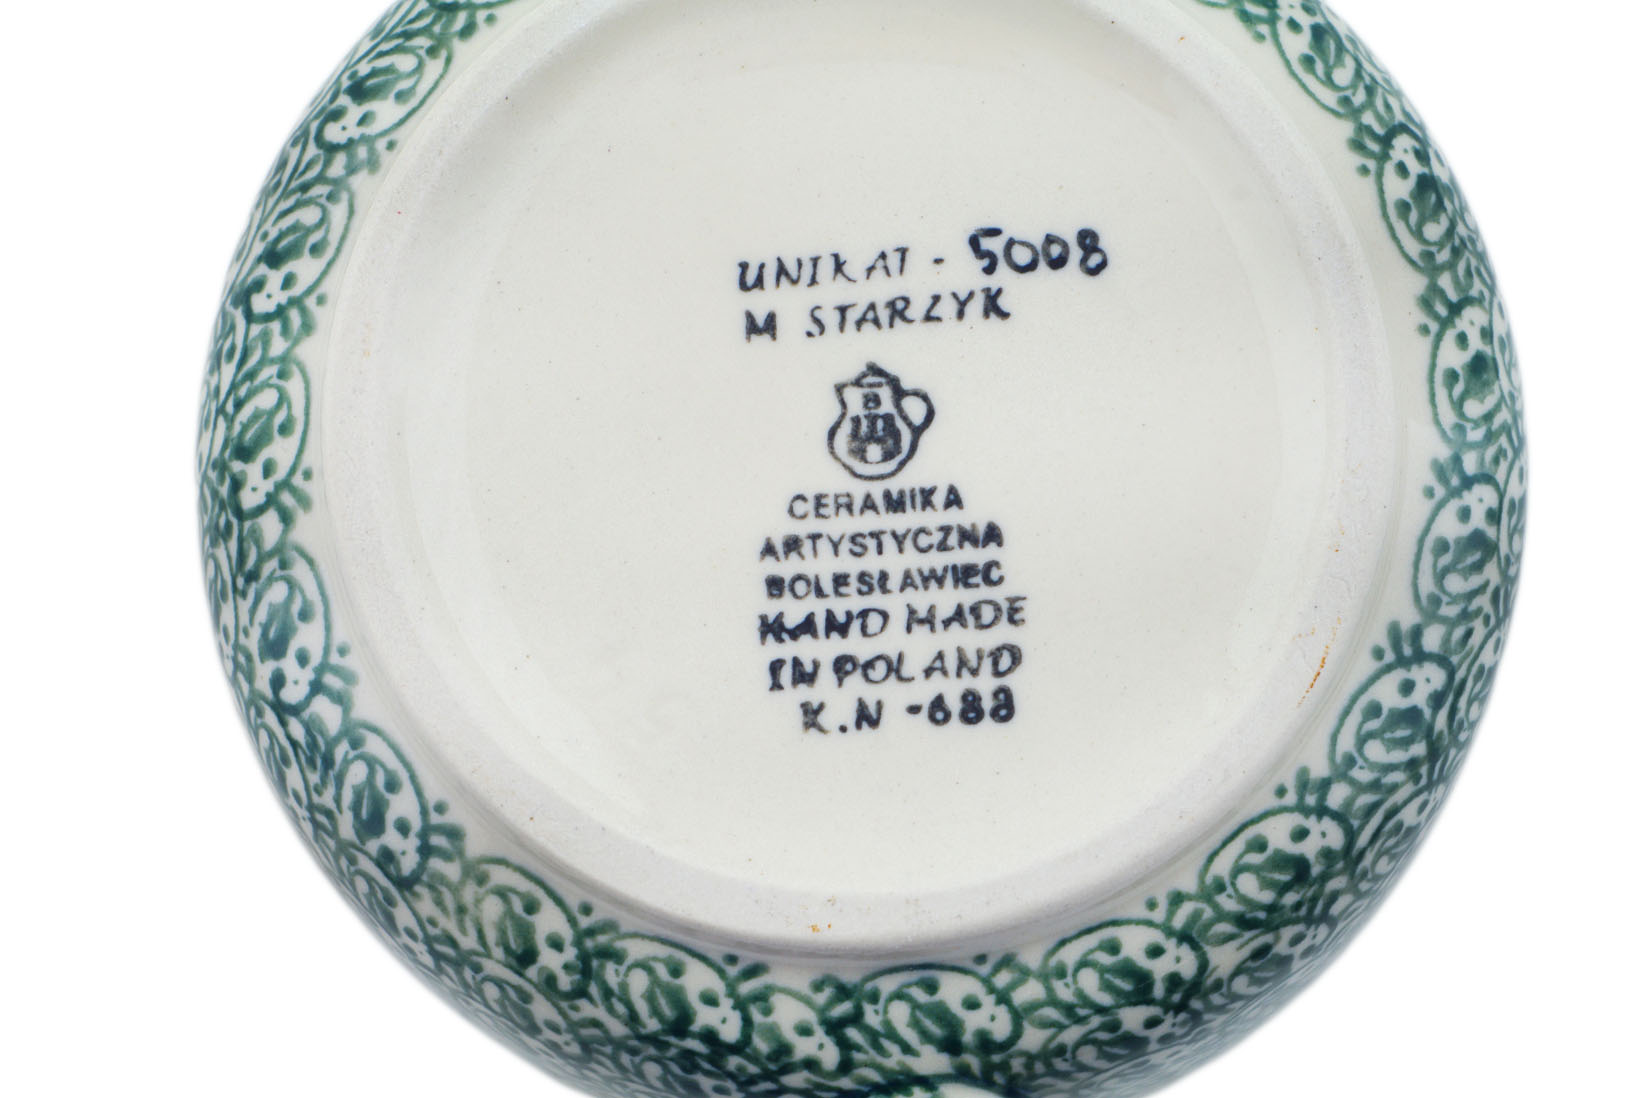 UNIKAT - 5008
M STARZYK
B
CERAMIKA
ARTYSTYCZNA
BOLESŁAWIEC
HAND MADE
IN POLAND
K.N -688